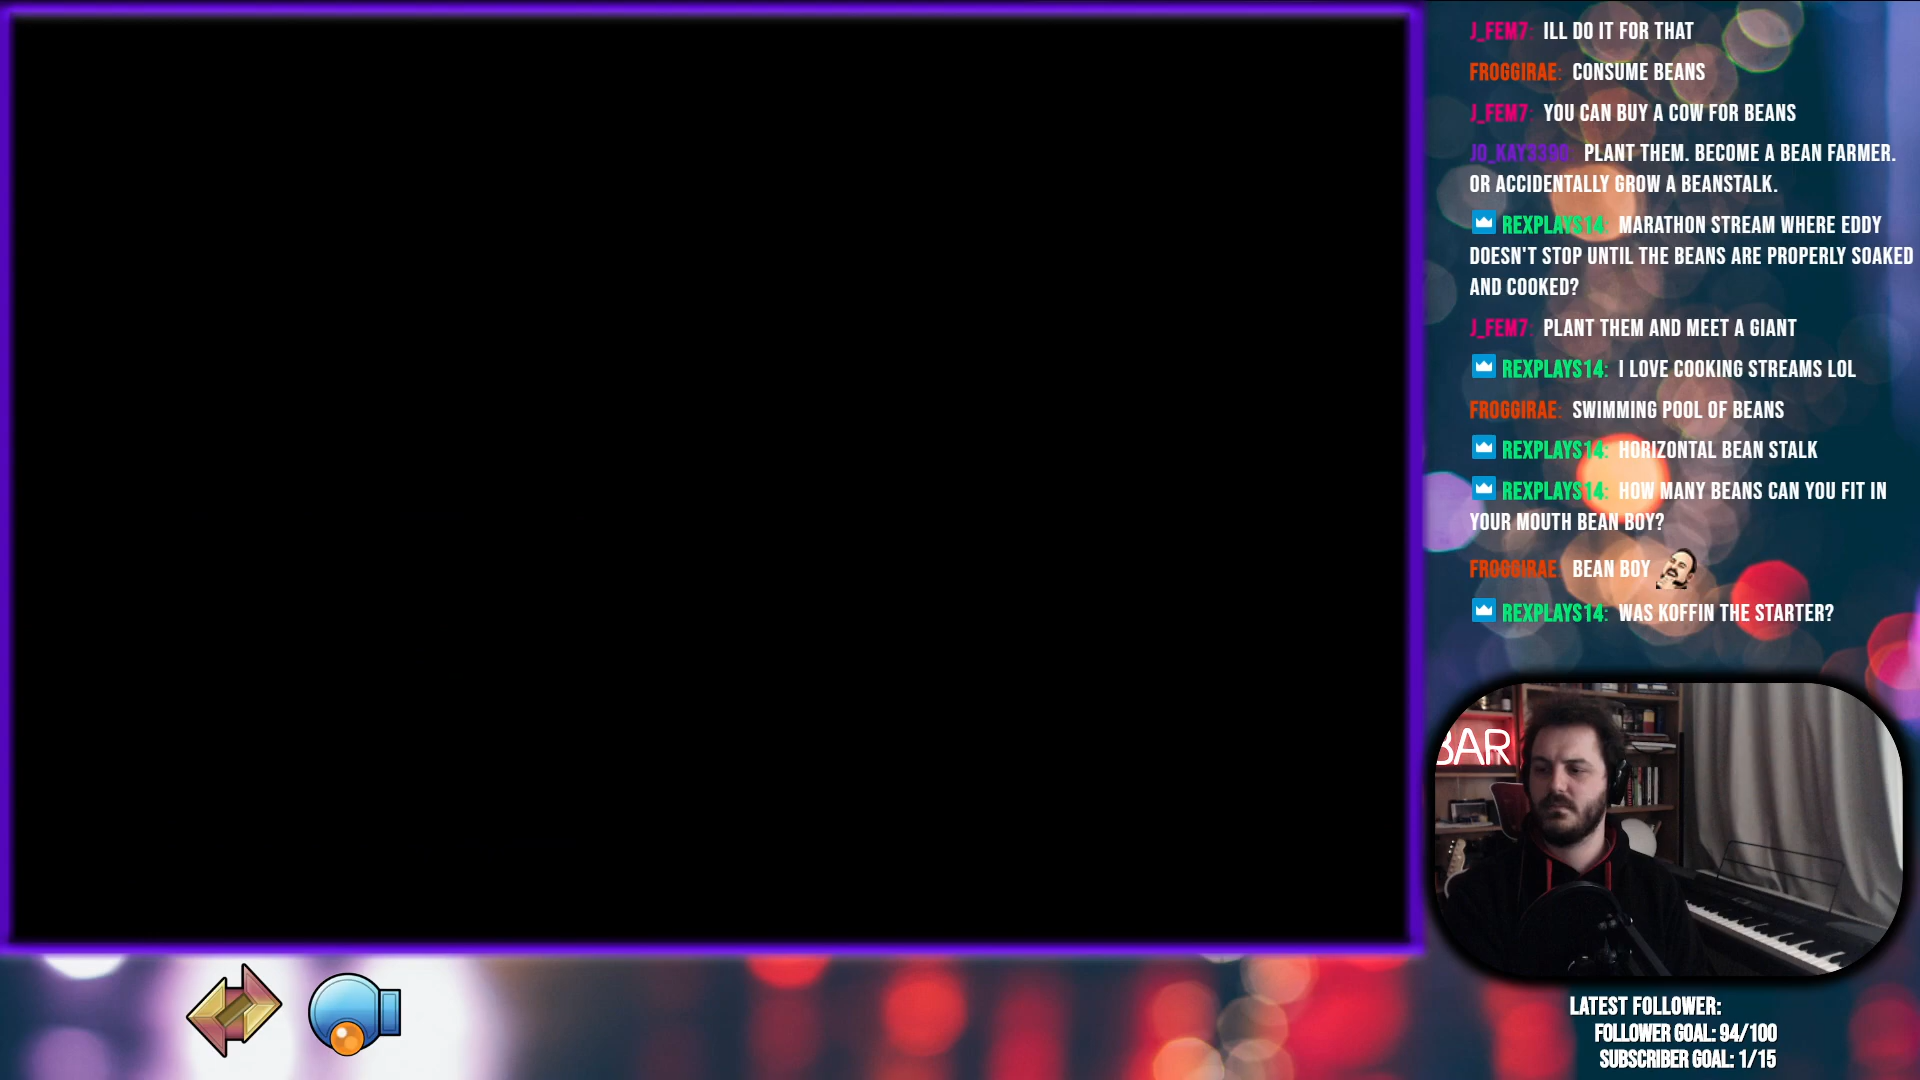 J_FEM7: ILL DO IT FOR THAT
FROGGIRAE: CONSUME BEANS
J_FEM7: YOU CAN BUY A COW FOR BEANS
JO_KAY3390: PLANT THEM. BECOME A BEAN FARMER.
OR ACCIDENTALLY GROW A BEANSTALK.
REXPLAYS14: MARATHON STREAM WHERE EDDY
DOESN'T STOP UNTIL THE BEANS ARE PROPERLY SOAKED
AND COOKED?
J_FEM7: PLANT THEM AND MEET A GIANT
REXPLAYS14: I LOVE COOKING STREAMS LOL
FROGGIRAE: SWIMMING POOL OF BEANS
REXPLAYS14: HORIZONTAL BEAN STALK
REXPLAYS14: HOW MANY BEANS CAN YOU FIT IN
YOUR MOUTH BEAN BOY?
FROGGIRAE: BEAN BOY
REXPLAYS14: WAS KOFFIN THE STARTER?
BAR
LATEST FOLLOWER:
FOLLOWER GOAL: 94/100
SUBSCRIBER GOAL: 1/15